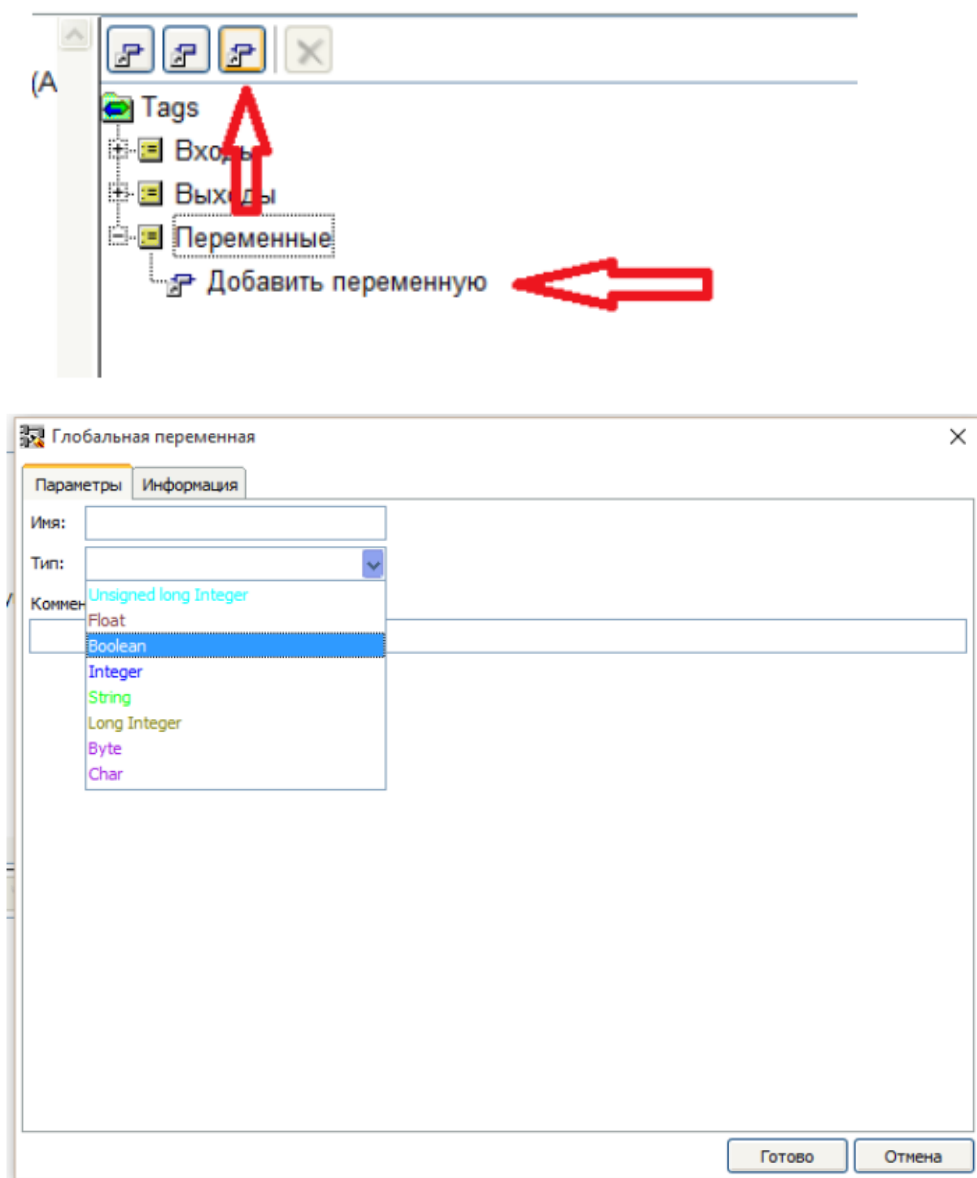 (A
Tags
Входы
Выходы
Переменные
Добавить переменную
Глобальная переменная
Параметры Информация
Имя:
Тип:
Unsigned long Integer
Коммен
Float
Boolean
Integer
String
Long Integer
Byte
Char
Готово Отмена